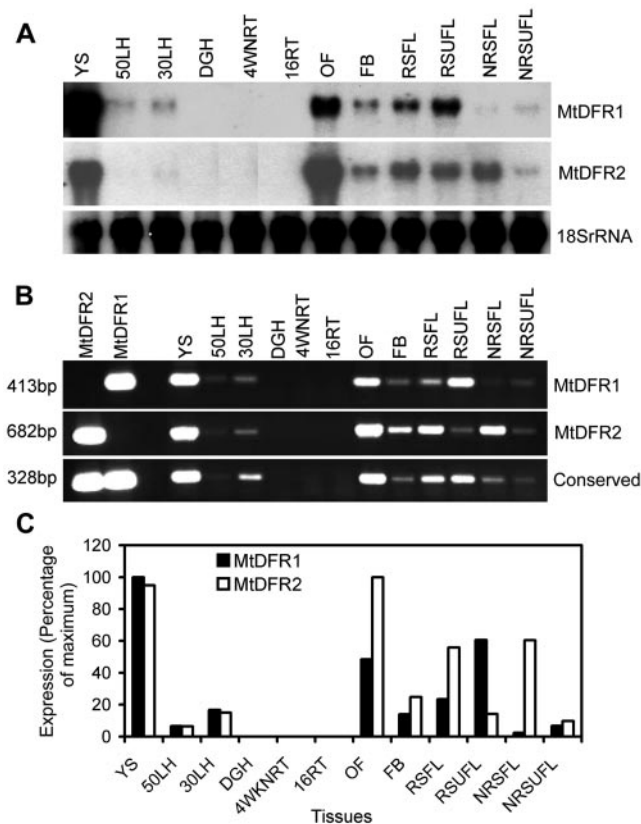 A
YS 50LH 30LH DGH 4WNRT 16RT OF FB RSFL RSUFL NRSFL NRSUFL
MtDFR1
MtDFR2
18SrRNA
B
MtDFR2 MtDFR1 YS 50LH 30LH DGH 4WNRT 16RT OF FB RSFL RSUFL NRSFL NRSUFL
413bp MtDFR1
682bp MtDFR2
328bp Conserved
C
Expression (Percentage of maximum)
120
100
80
60
40
20
0
MtDFR1
MtDFR2
YS 50LH 30LH DGH 4WKNRT 16RT OF FB RSFL RSUFL NRSFL NRSUFL
Tissues